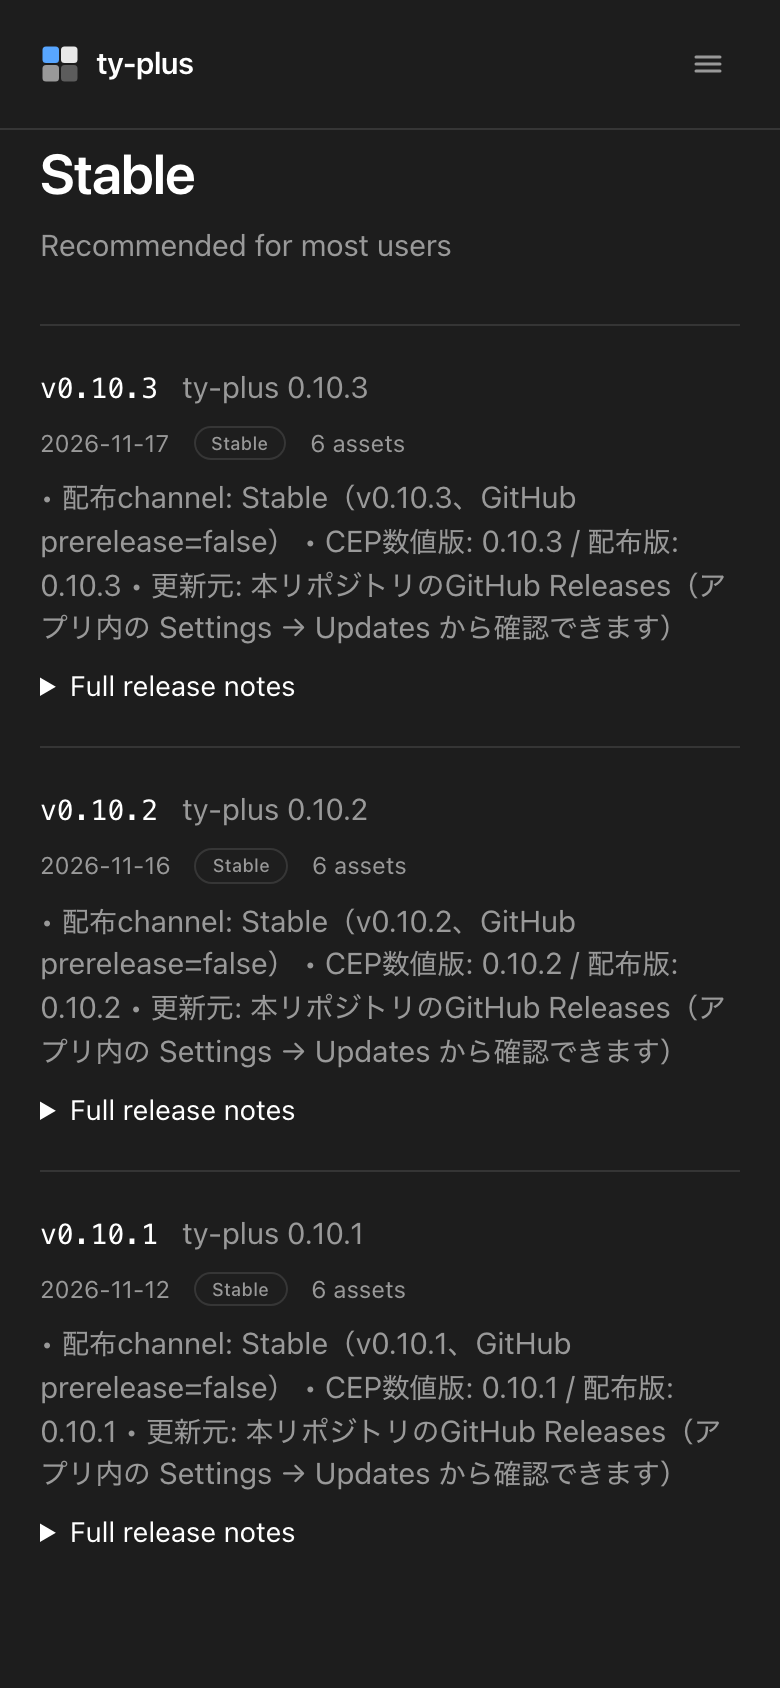 ty-plus
Stable
Recommended for most users
v0.10.3 ty-plus 0.10.3
2026-11-17 Stable 6 assets
• 配布channel: Stable（v0.10.3、GitHub
prerelease=false） • CEP数値版: 0.10.3 / 配布版:
0.10.3 • 更新元: 本リポジトリのGitHub Releases（ア
プリ内の Settings → Updates から確認できます）
▶ Full release notes
v0.10.2 ty-plus 0.10.2
2026-11-16 Stable 6 assets
• 配布channel: Stable（v0.10.2、GitHub
prerelease=false） • CEP数値版: 0.10.2 / 配布版:
0.10.2 • 更新元: 本リポジトリのGitHub Releases（ア
プリ内の Settings → Updates から確認できます）
▶ Full release notes
v0.10.1 ty-plus 0.10.1
2026-11-12 Stable 6 assets
• 配布channel: Stable（v0.10.1、GitHub
prerelease=false） • CEP数値版: 0.10.1 / 配布版:
0.10.1 • 更新元: 本リポジトリのGitHub Releases（ア
プリ内の Settings → Updates から確認できます）
▶ Full release notes